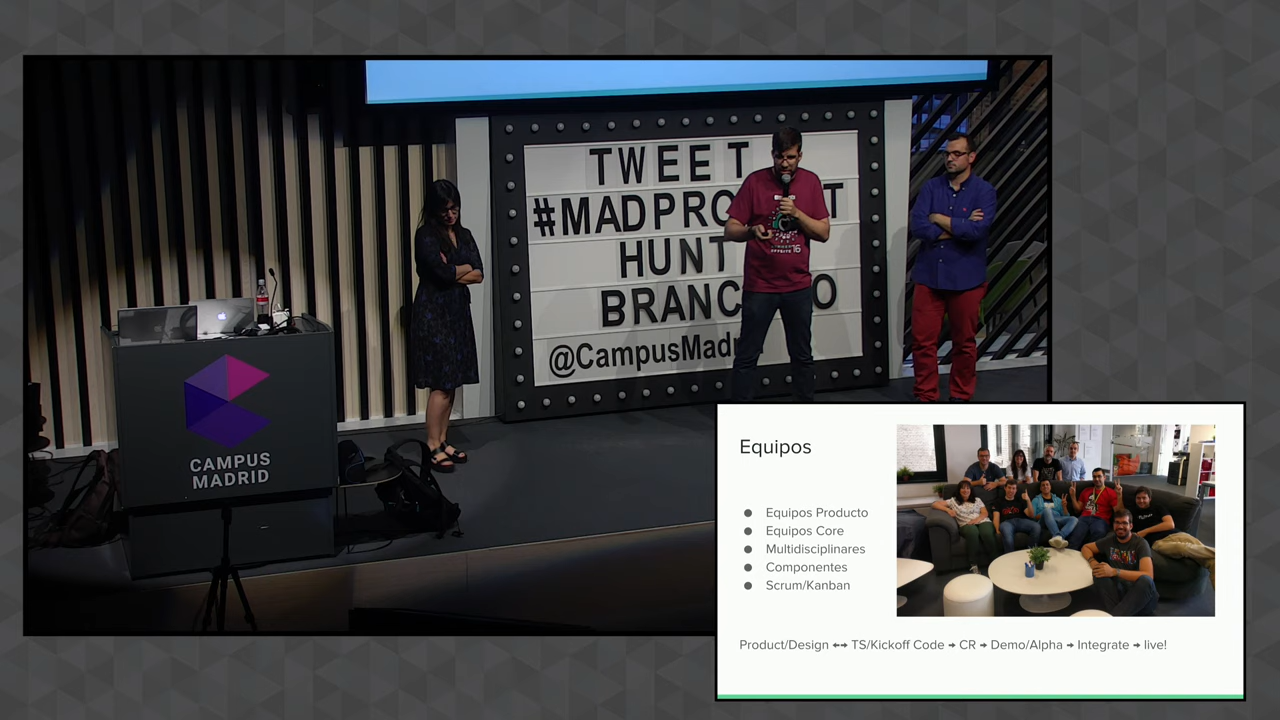 TWEET
#MADPRO T
HUNT
BRANC O
@CampusMad
CAMPUS
MADRID
16
Equipos
● Equipos Producto
● Equipos Core
● Multidisciplinares
● Componentes
● Scrum/Kanban
Product/Design ↔ TS/Kickoff Code → CR → Demo/Alpha → Integrate → live!